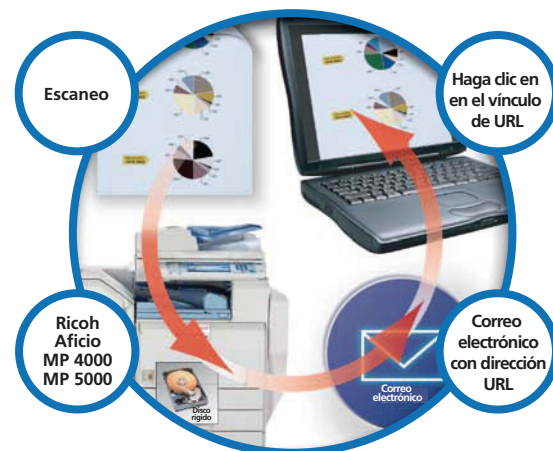 Escaneo
Haga clic en
en el vínculo
de URL
Ricoh
Aficio
MP 4000
MP 5000
Disco
rígido
Correo
electrónico
Correo
electrónico
con dirección
URL